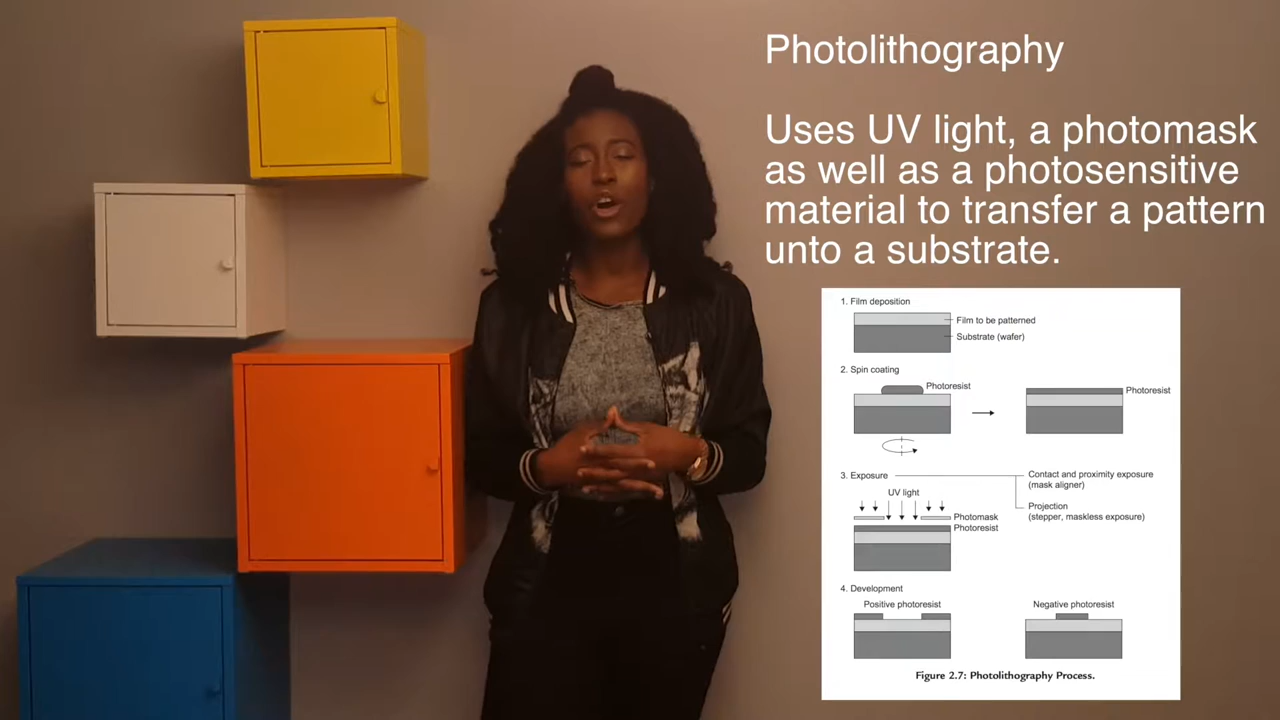 Photolithography
Uses UV light, a photomask
as well as a photosensitive
material to transfer a pattern
unto a substrate.
1. Film deposition
Film to be patterned
Substrate (wafer)
2. Spin coating
Photoresist
Photoresist
3. Exposure
Contact and proximity exposure
(mask aligner)
UV light
Projection
(stepper, maskless exposure)
Photomask
Photoresist
4. Development
Positive photoresist
Negative photoresist
Figure 2.7: Photolithography Process.